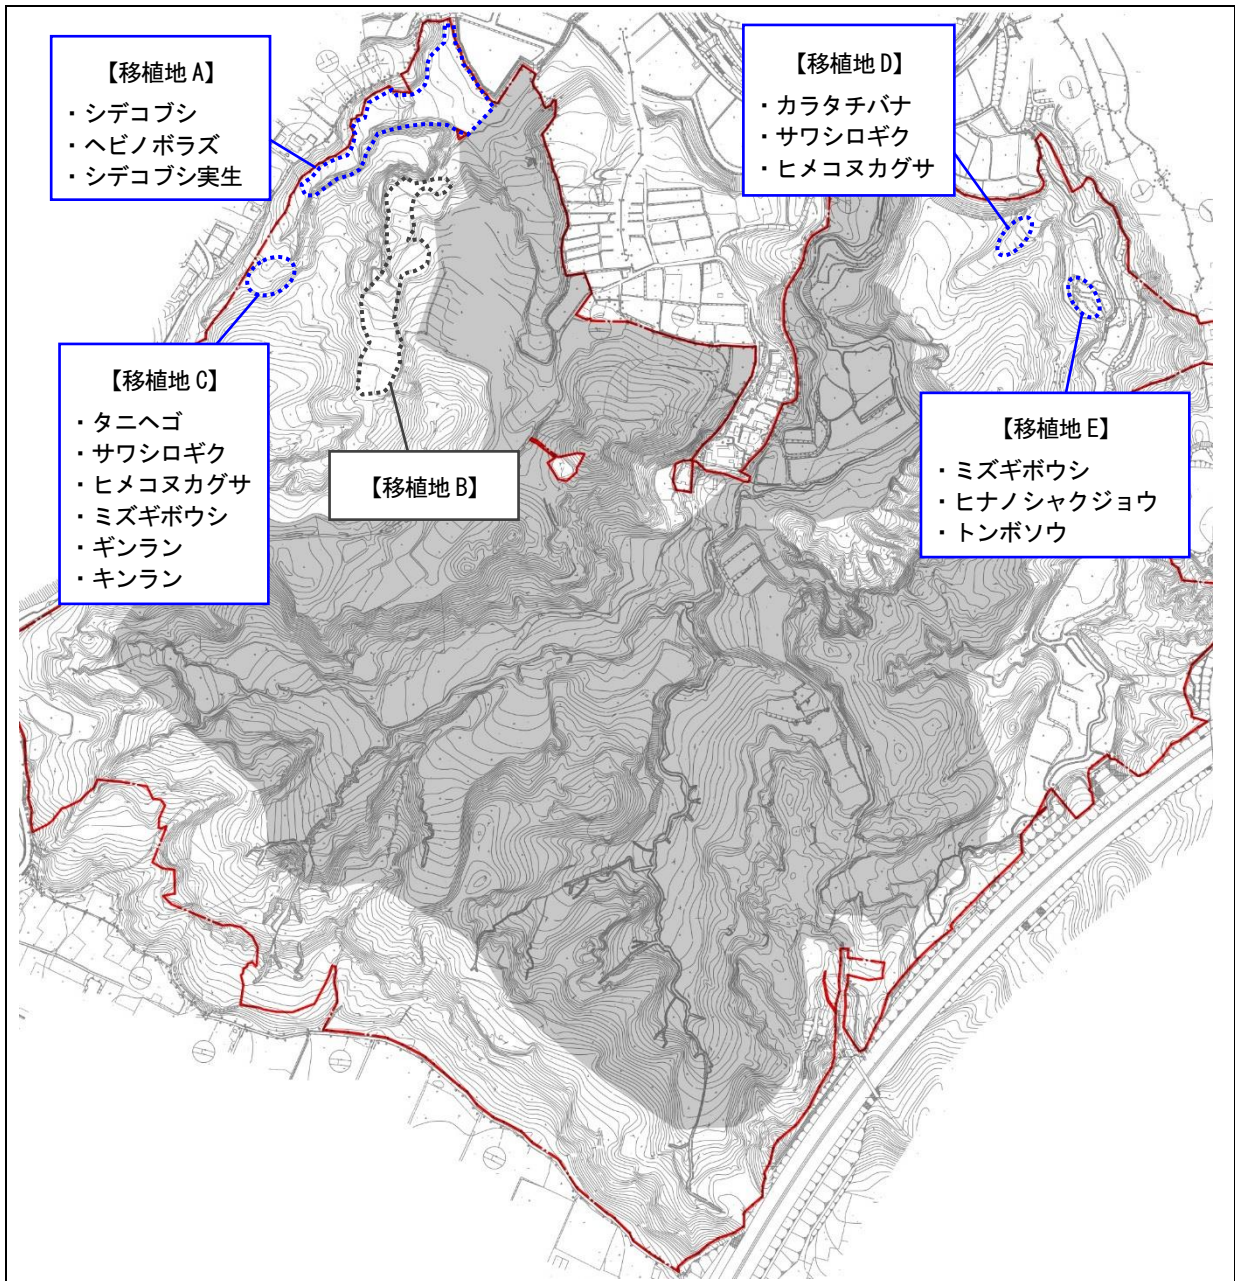 【移植地 A】
・シデコブシ
・ヘビノボラズ
・シデコブシ実生
【移植地 D】
・カラタチバナ
・サワシロギク
・ヒメコヌカグサ
【移植地 C】
・タニヘゴ
・サワシロギク
・ヒメコヌカグサ
・ミズギボウシ
・ギンラン
・キンラン
【移植地 B】
【移植地 E】
・ミズギボウシ
・ヒナノシャクジョウ
・トンボソウ